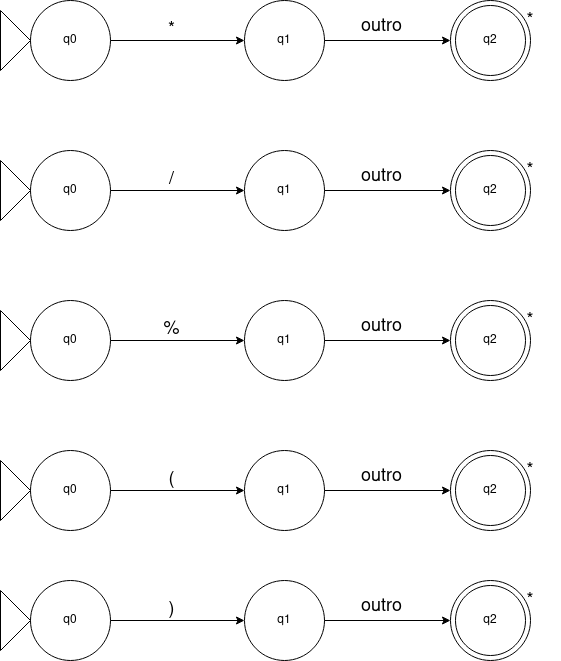 q0 * q1 outro q2 *
q0 / q1 outro q2 *
q0 % q1 outro q2 *
q0 ( q1 outro q2 *
q0 ) q1 outro q2 *